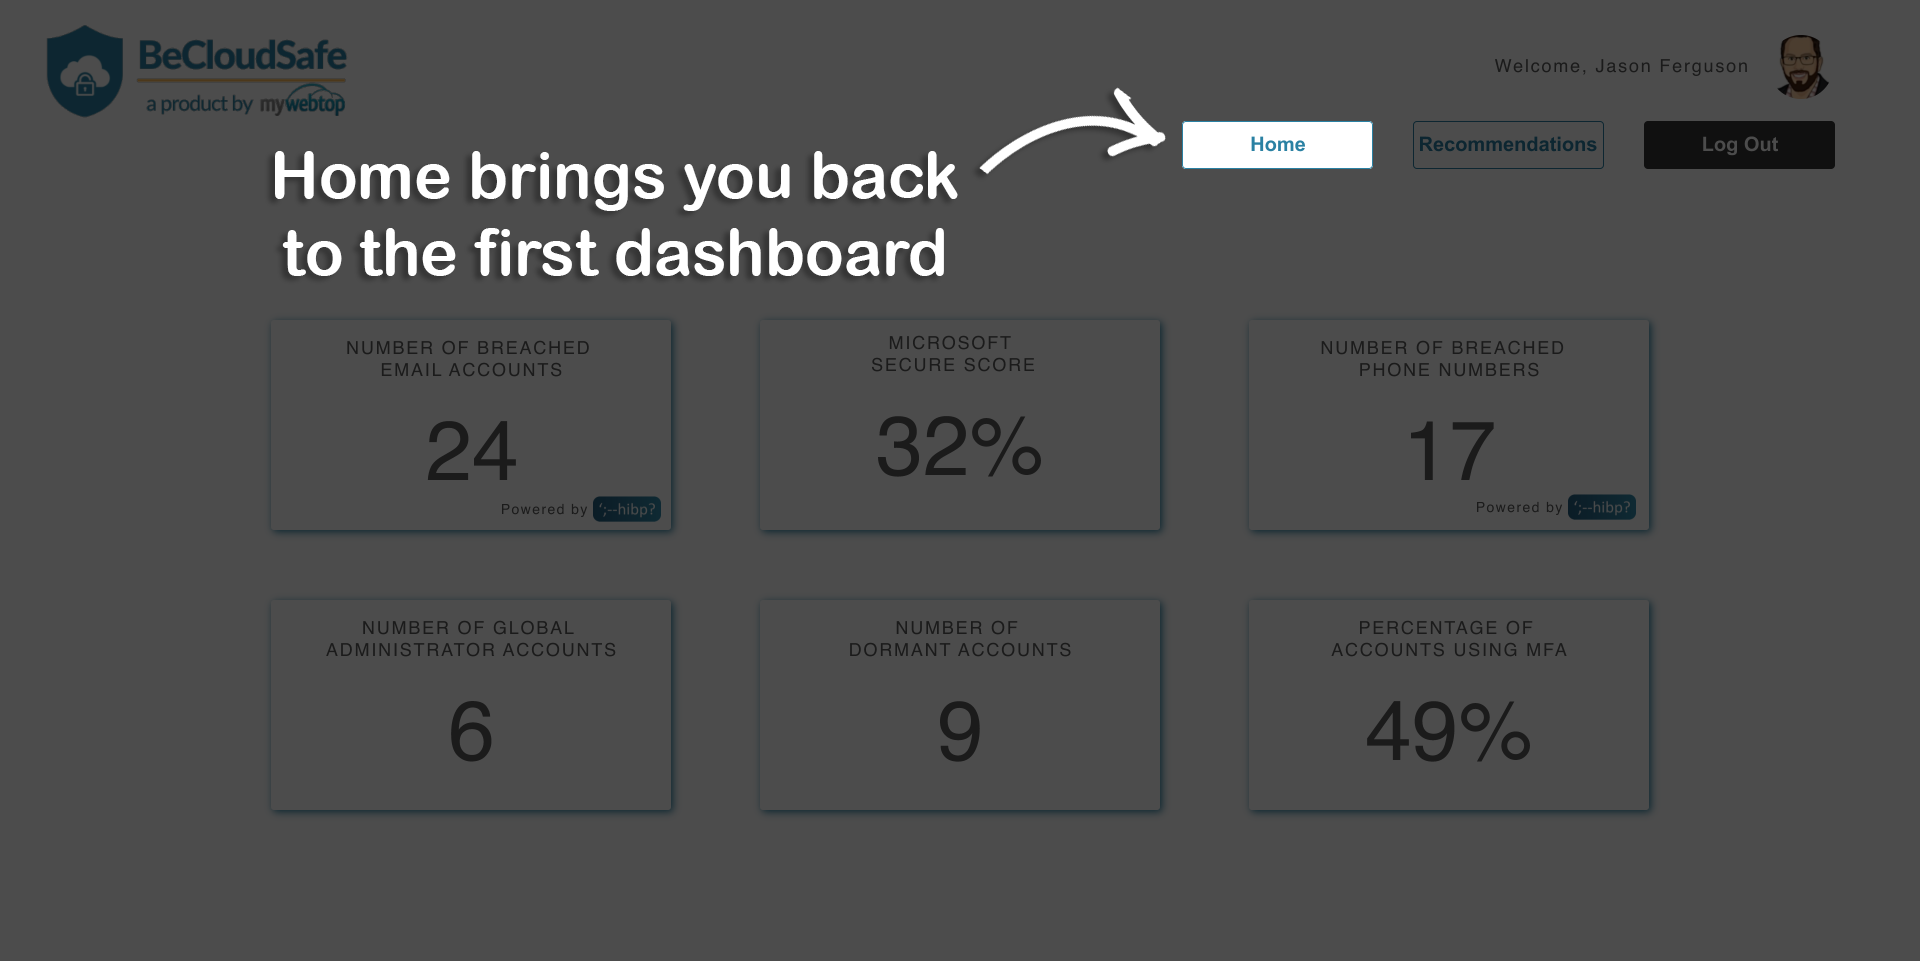 BeCloudSafe
a product by mywebtop
Welcome, Jason Ferguson
Home
Recommendations
Log Out
Home brings you back
to the first dashboard
NUMBER OF BREACHED
EMAIL ACCOUNTS
24
Powered by ';--hibp?
MICROSOFT
SECURE SCORE
32%
NUMBER OF BREACHED
PHONE NUMBERS
17
Powered by ';--hibp?
NUMBER OF GLOBAL
ADMINISTRATOR ACCOUNTS
6
NUMBER OF
DORMANT ACCOUNTS
9
PERCENTAGE OF
ACCOUNTS USING MFA
49%